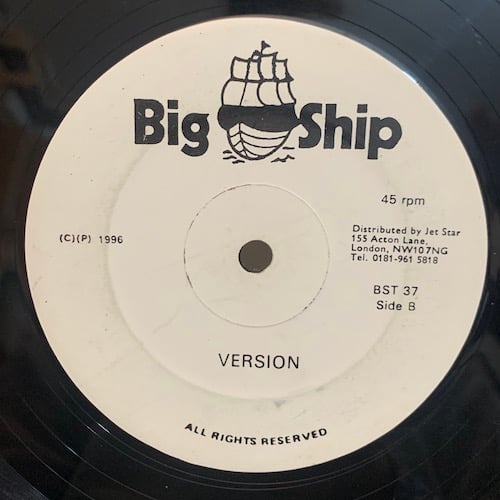 Big Ship
45 rpm
(C)(P) 1996
Distributed by Jet Star
155 Acton Lane,
London, NW107NG
Tel. 0181-961 5818
BST 37
Side B
VERSION
ALL RIGHTS RESERVED